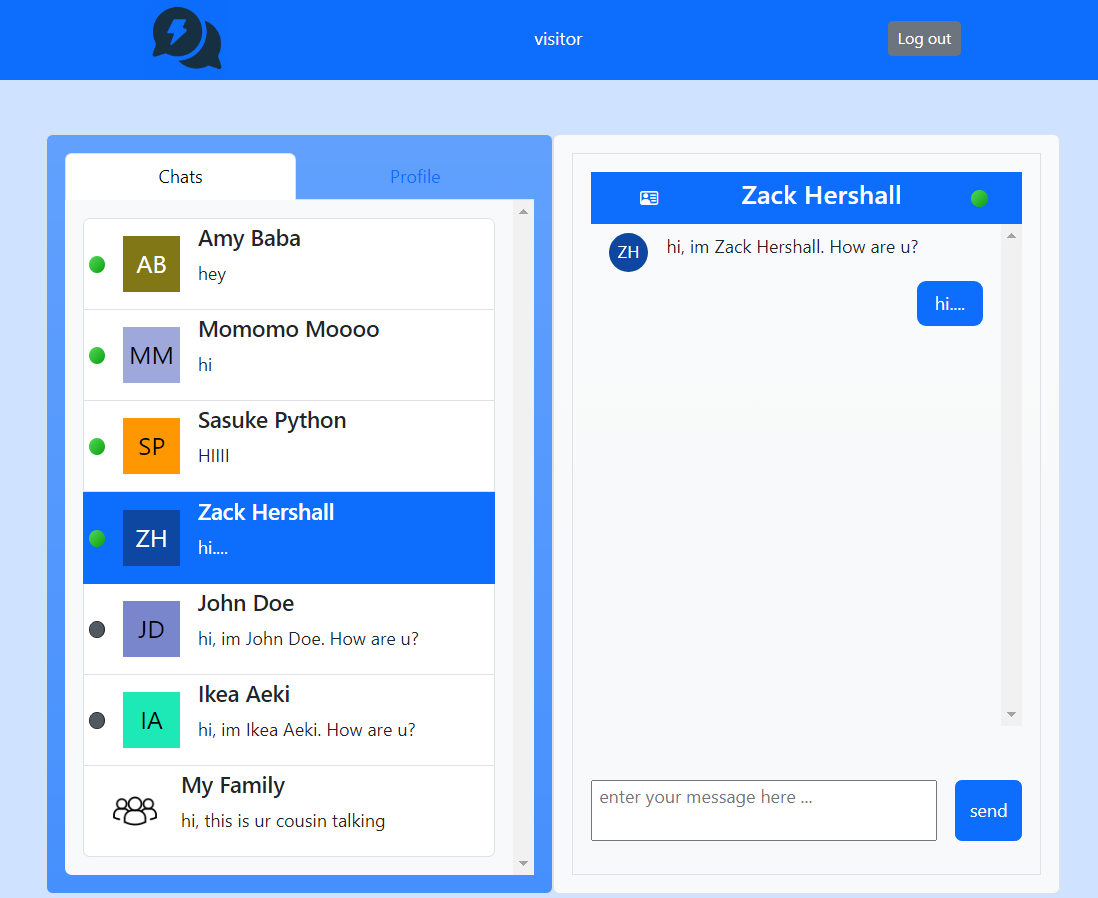 visitor
Log out
Chats
Profile
AB
Amy Baba
hey
MM
Momomo Moooo
hi
SP
Sasuke Python
HIIII
ZH
Zack Hershall
hi....
JD
John Doe
hi, im John Doe. How are u?
IA
Ikea Aeki
hi, im Ikea Aeki. How are u?
My Family
hi, this is ur cousin talking
Zack Hershall
ZH
hi, im Zack Hershall. How are u?
hi....
enter your message here ...
send